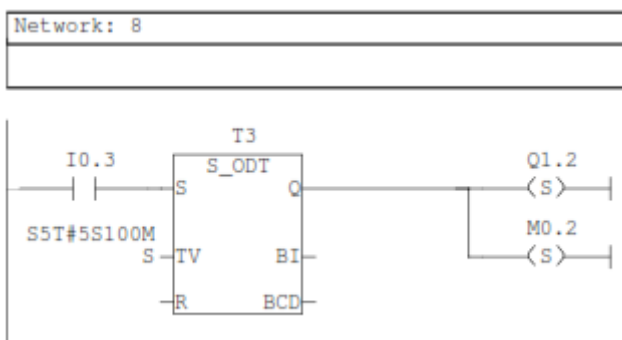 Network: 8
T3
I0.3
S_ODT
Q1.2
S
Q
(S)
S5T#5S100M
S
TV
BI
M0.2
(S)
R
BCD